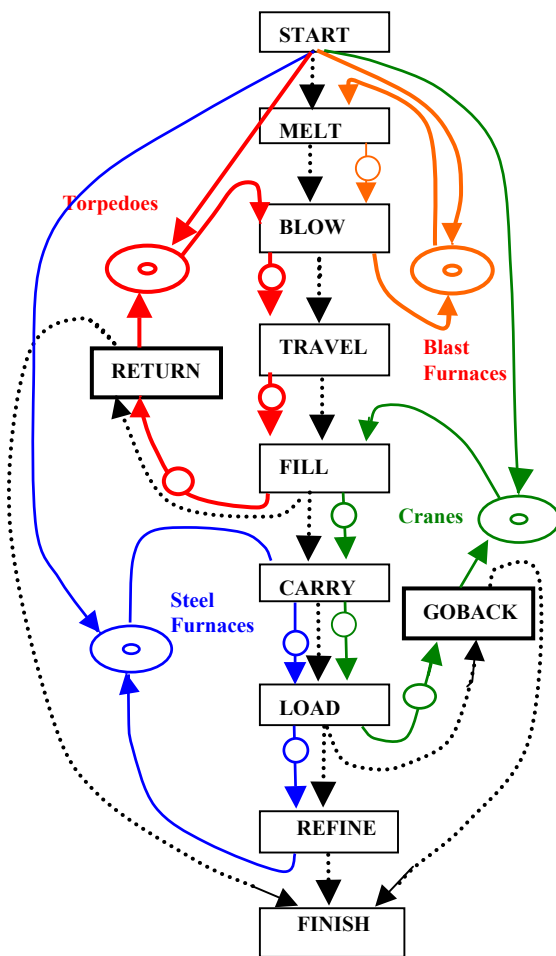 START
MELT
Torpedoes
BLOW
TRAVEL
Blast
Furnaces
RETURN
FILL
Cranes
CARRY
Steel
Furnaces
GOBACK
LOAD
REFINE
FINISH